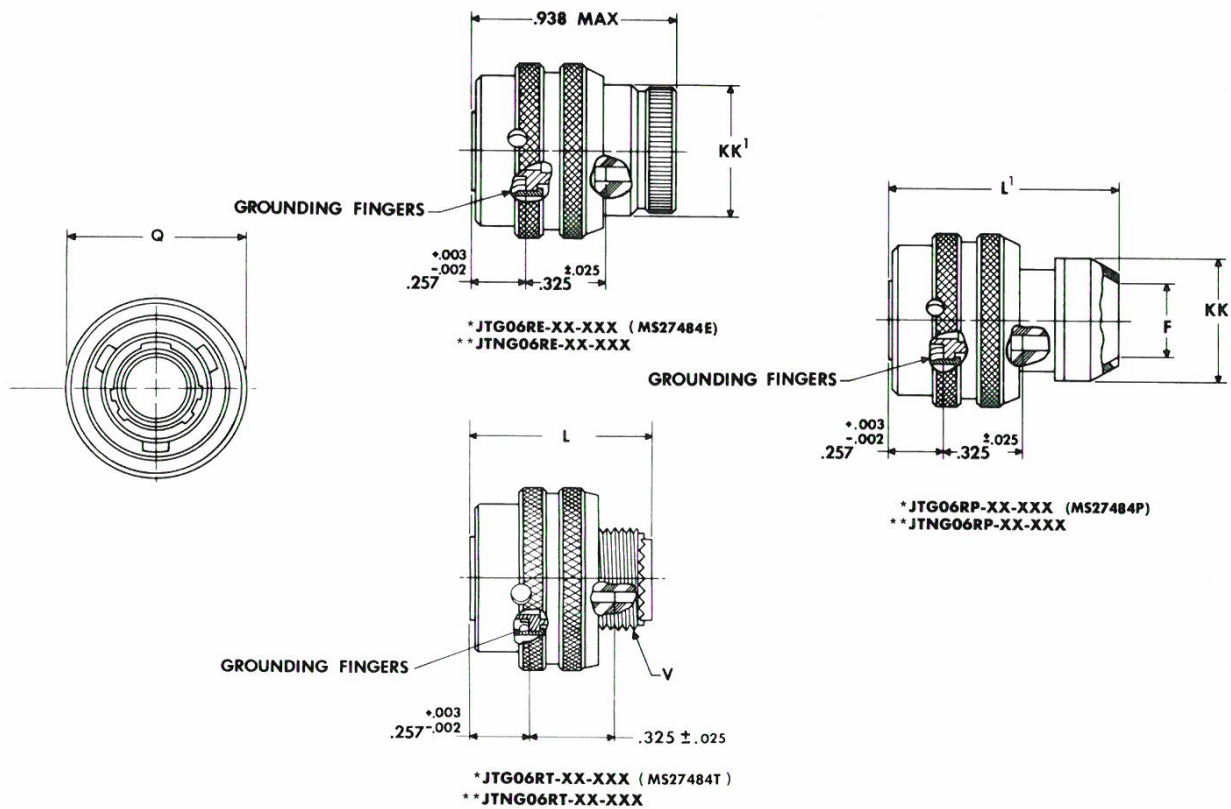 .938 MAX
KK¹
GROUNDING FINGERS
+.003
-.002
.257
±.025
.325
*JTG06RE-XX-XXX (MS27484E)
**JTNG06RE-XX-XXX
Q
L¹
KK
F
GROUNDING FINGERS
+.003
-.002
.257
±.025
.325
*JTG06RP-XX-XXX (MS27484P)
**JTNG06RP-XX-XXX
L
GROUNDING FINGERS
V
+.003
.257-.002
.325 ±.025
*JTG06RT-XX-XXX (MS27484T)
**JTNG06RT-XX-XXX